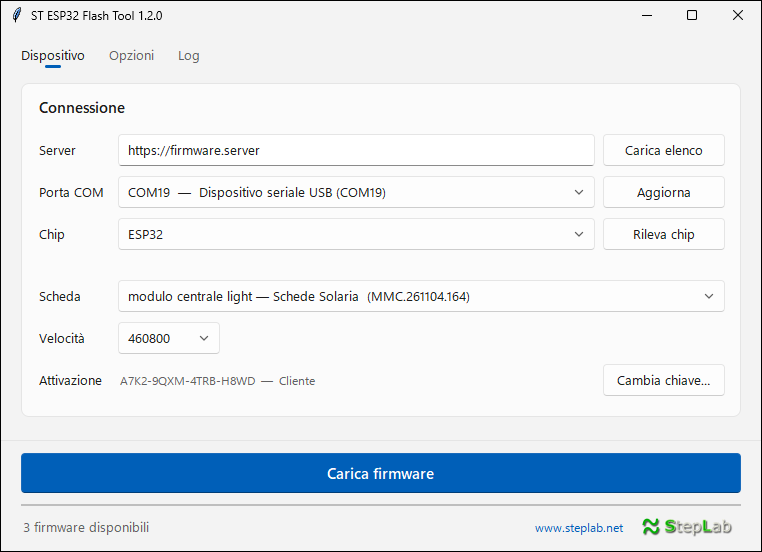 ST ESP32 Flash Tool 1.2.0
Dispositivo Opzioni Log
Connessione
Server https://firmware.server Carica elenco
Porta COM COM19 — Dispositivo seriale USB (COM19) Aggiorna
Chip ESP32 Rileva chip
Scheda modulo centrale light — Schede Solaria (MMC.261104.164)
Velocità 460800
Attivazione A7K2-9QXM-4TRB-H8WD — Cliente Cambia chiave...
Carica firmware
3 firmware disponibili www.steplab.net StepLab